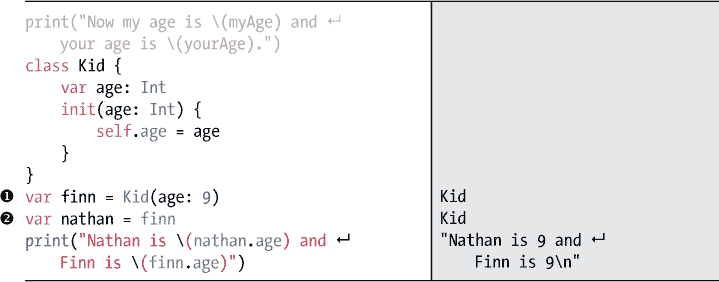 print("Now my age is \(myAge) and ↵
    your age is \(yourAge).")
class Kid {
    var age: Int
    init(age: Int) {
        self.age = age
    }
}
❶ var finn = Kid(age: 9) Kid
❷ var nathan = finn Kid
print("Nathan is \(nathan.age) and ↵ "Nathan is 9 and ↵
    Finn is \(finn.age)") Finn is 9\n"